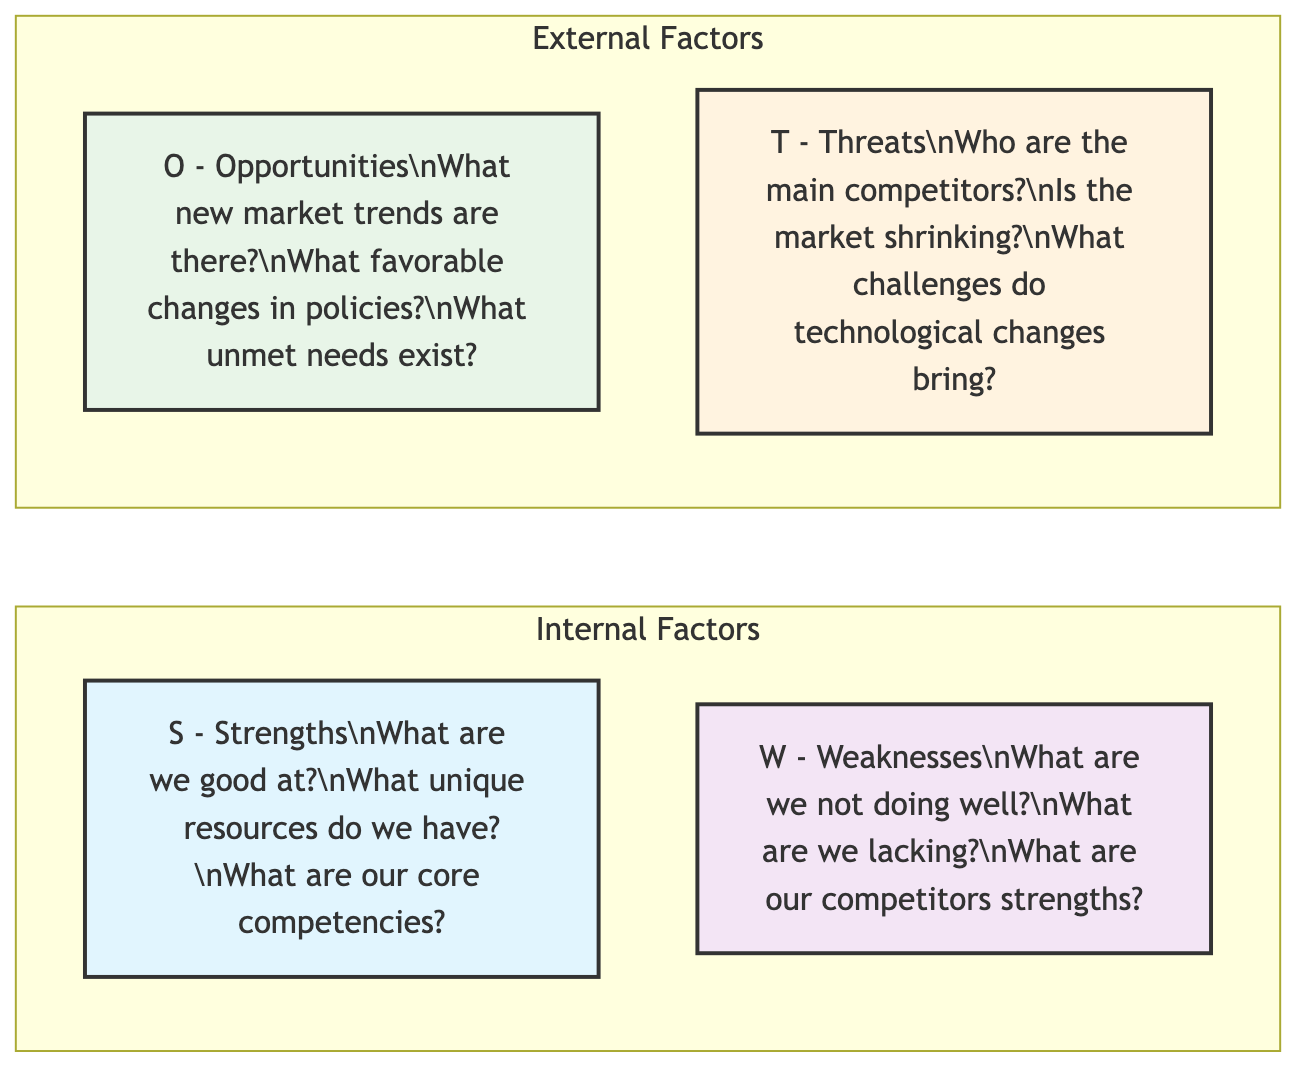 External Factors
O - Opportunities\nWhat
new market trends are
there?\nWhat favorable
changes in policies?\nWhat
unmet needs exist?
T - Threats\nWho are the
main competitors?\nIs the
market shrinking?\nWhat
challenges do
technological changes
bring?
Internal Factors
S - Strengths\nWhat are
we good at?\nWhat unique
resources do we have?
\nWhat are our core
competencies?
W - Weaknesses\nWhat are
we not doing well?\nWhat
are we lacking?\nWhat are
our competitors strengths?